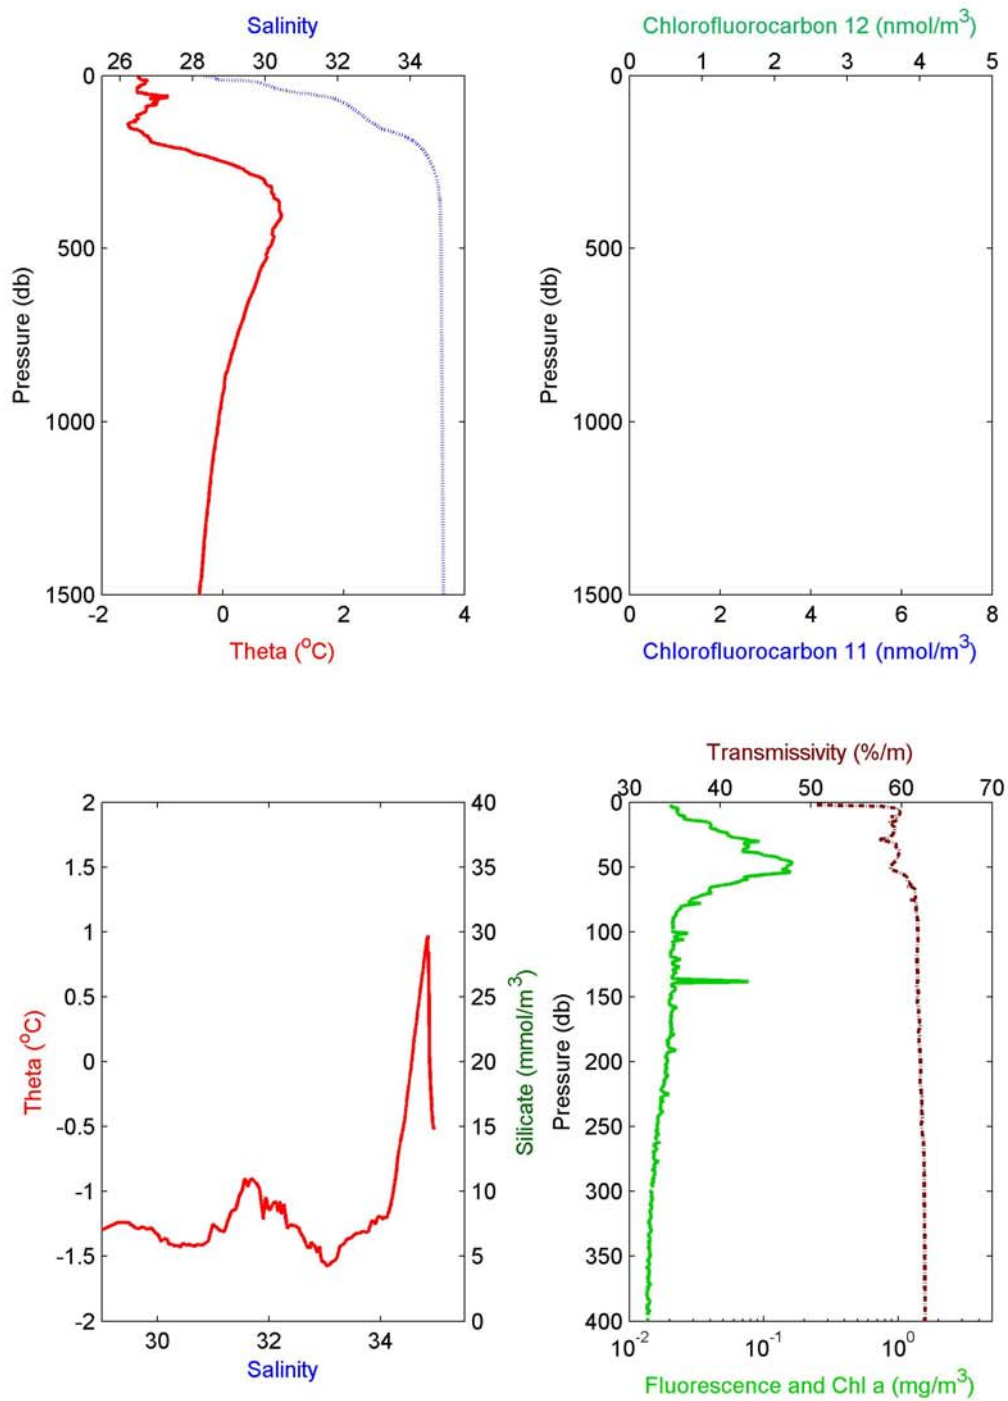 Salinity
26 28 30 32 34
0
500
1000
1500
Pressure (db)
-2 0 2 4
Theta (°C)
Chlorofluorocarbon 12 (nmol/m³)
0 1 2 3 4 5
0
500
1000
1500
Pressure (db)
0 2 4 6 8
Chlorofluorocarbon 11 (nmol/m³)
2
1.5
1
0.5
0
-0.5
-1
-1.5
-2
Theta (°C)
30 32 34
Salinity
40
35
30
25
20
15
10
5
0
Silicate (mmol/m³)
Transmissivity (%/m)
30 40 50 60 70
0
50
100
150
200
250
300
350
400
Pressure (db)
10⁻² 10⁻¹ 10⁰
Fluorescence and Chl a (mg/m³)